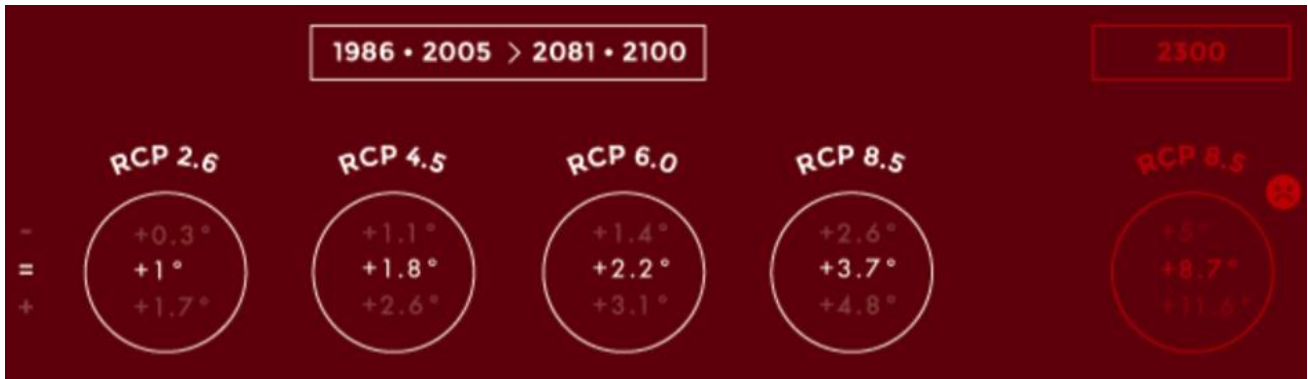 1986 • 2005 > 2081 • 2100
2300
RCP 2.6
RCP 4.5
RCP 6.0
RCP 8.5
RCP 8.5
- +0.3° +1.1° +1.4° +2.6° +5°
= +1° +1.8° +2.2° +3.7° +8.7°
+ +1.7° +2.6° +3.1° +4.8° +11.6°